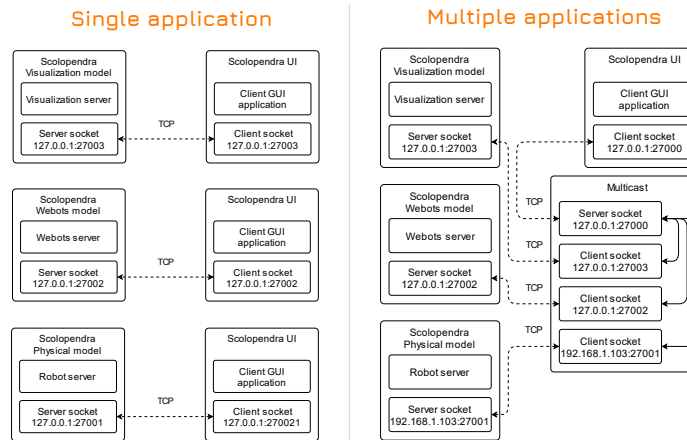 Single application
Scolopendra
Visualization model
Visualization server
Server socket
127.0.0.1:27003
TCP
Scolopendra UI
Client GUI
application
Client socket
127.0.0.1:27003
Scolopendra
Webots model
Webots server
Server socket
127.0.0.1:27002
TCP
Scolopendra UI
Client GUI
application
Client socket
127.0.0.1:27002
Scolopendra
Physical model
Robot server
Server socket
127.0.0.1:27001
TCP
Scolopendra UI
Client GUI
application
Client socket
127.0.0.1:270021
Multiple applications
Scolopendra
Visualization model
Visualization server
Server socket
127.0.0.1:27003
Scolopendra UI
Client GUI
application
Client socket
127.0.0.1:27000
Scolopendra
Webots model
Webots server
Server socket
127.0.0.1:27002
Scolopendra
Physical model
Robot server
Server socket
192.168.1.103:27001
TCP
TCP
TCP
TCP
Multicast
Server socket
127.0.0.1:27000
Client socket
127.0.0.1:27003
Client socket
127.0.0.1:27002
Client socket
192.168.1.103:27001